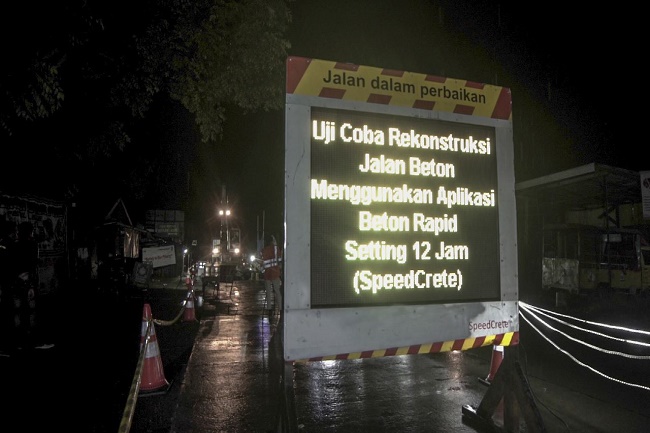 Jalan dalam perbaikan
Uji Coba Rekonstruksi
Jalan Beton
Menggunakan Aplikasi
Beton Rapid
Setting 12 Jam
(SpeedCrete)
SpeedCrete